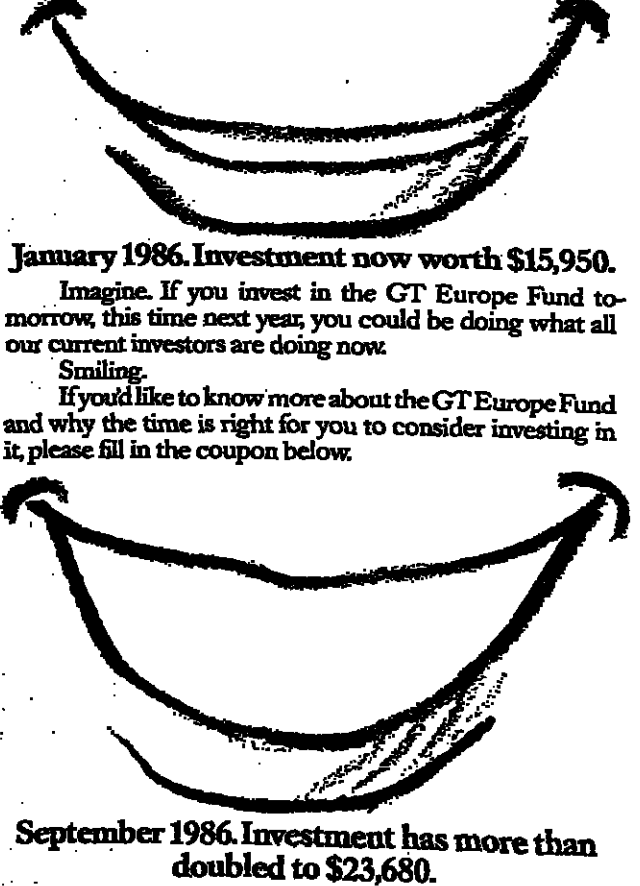 January 1986. Investment now worth $15,950.
Imagine. If you invest in the GT Europe Fund to-
morrow, this time next year, you could be doing what all
our current investors are doing now.
Smiling.
If you'd like to know more about the GT Europe Fund
and why the time is right for you to consider investing in
it, please fill in the coupon below.
September 1986. Investment has more than
doubled to $23,680.